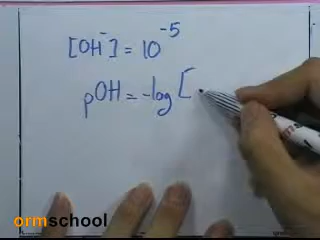 [OH⁻] = 10⁻⁵
pOH = -log [
ormschool